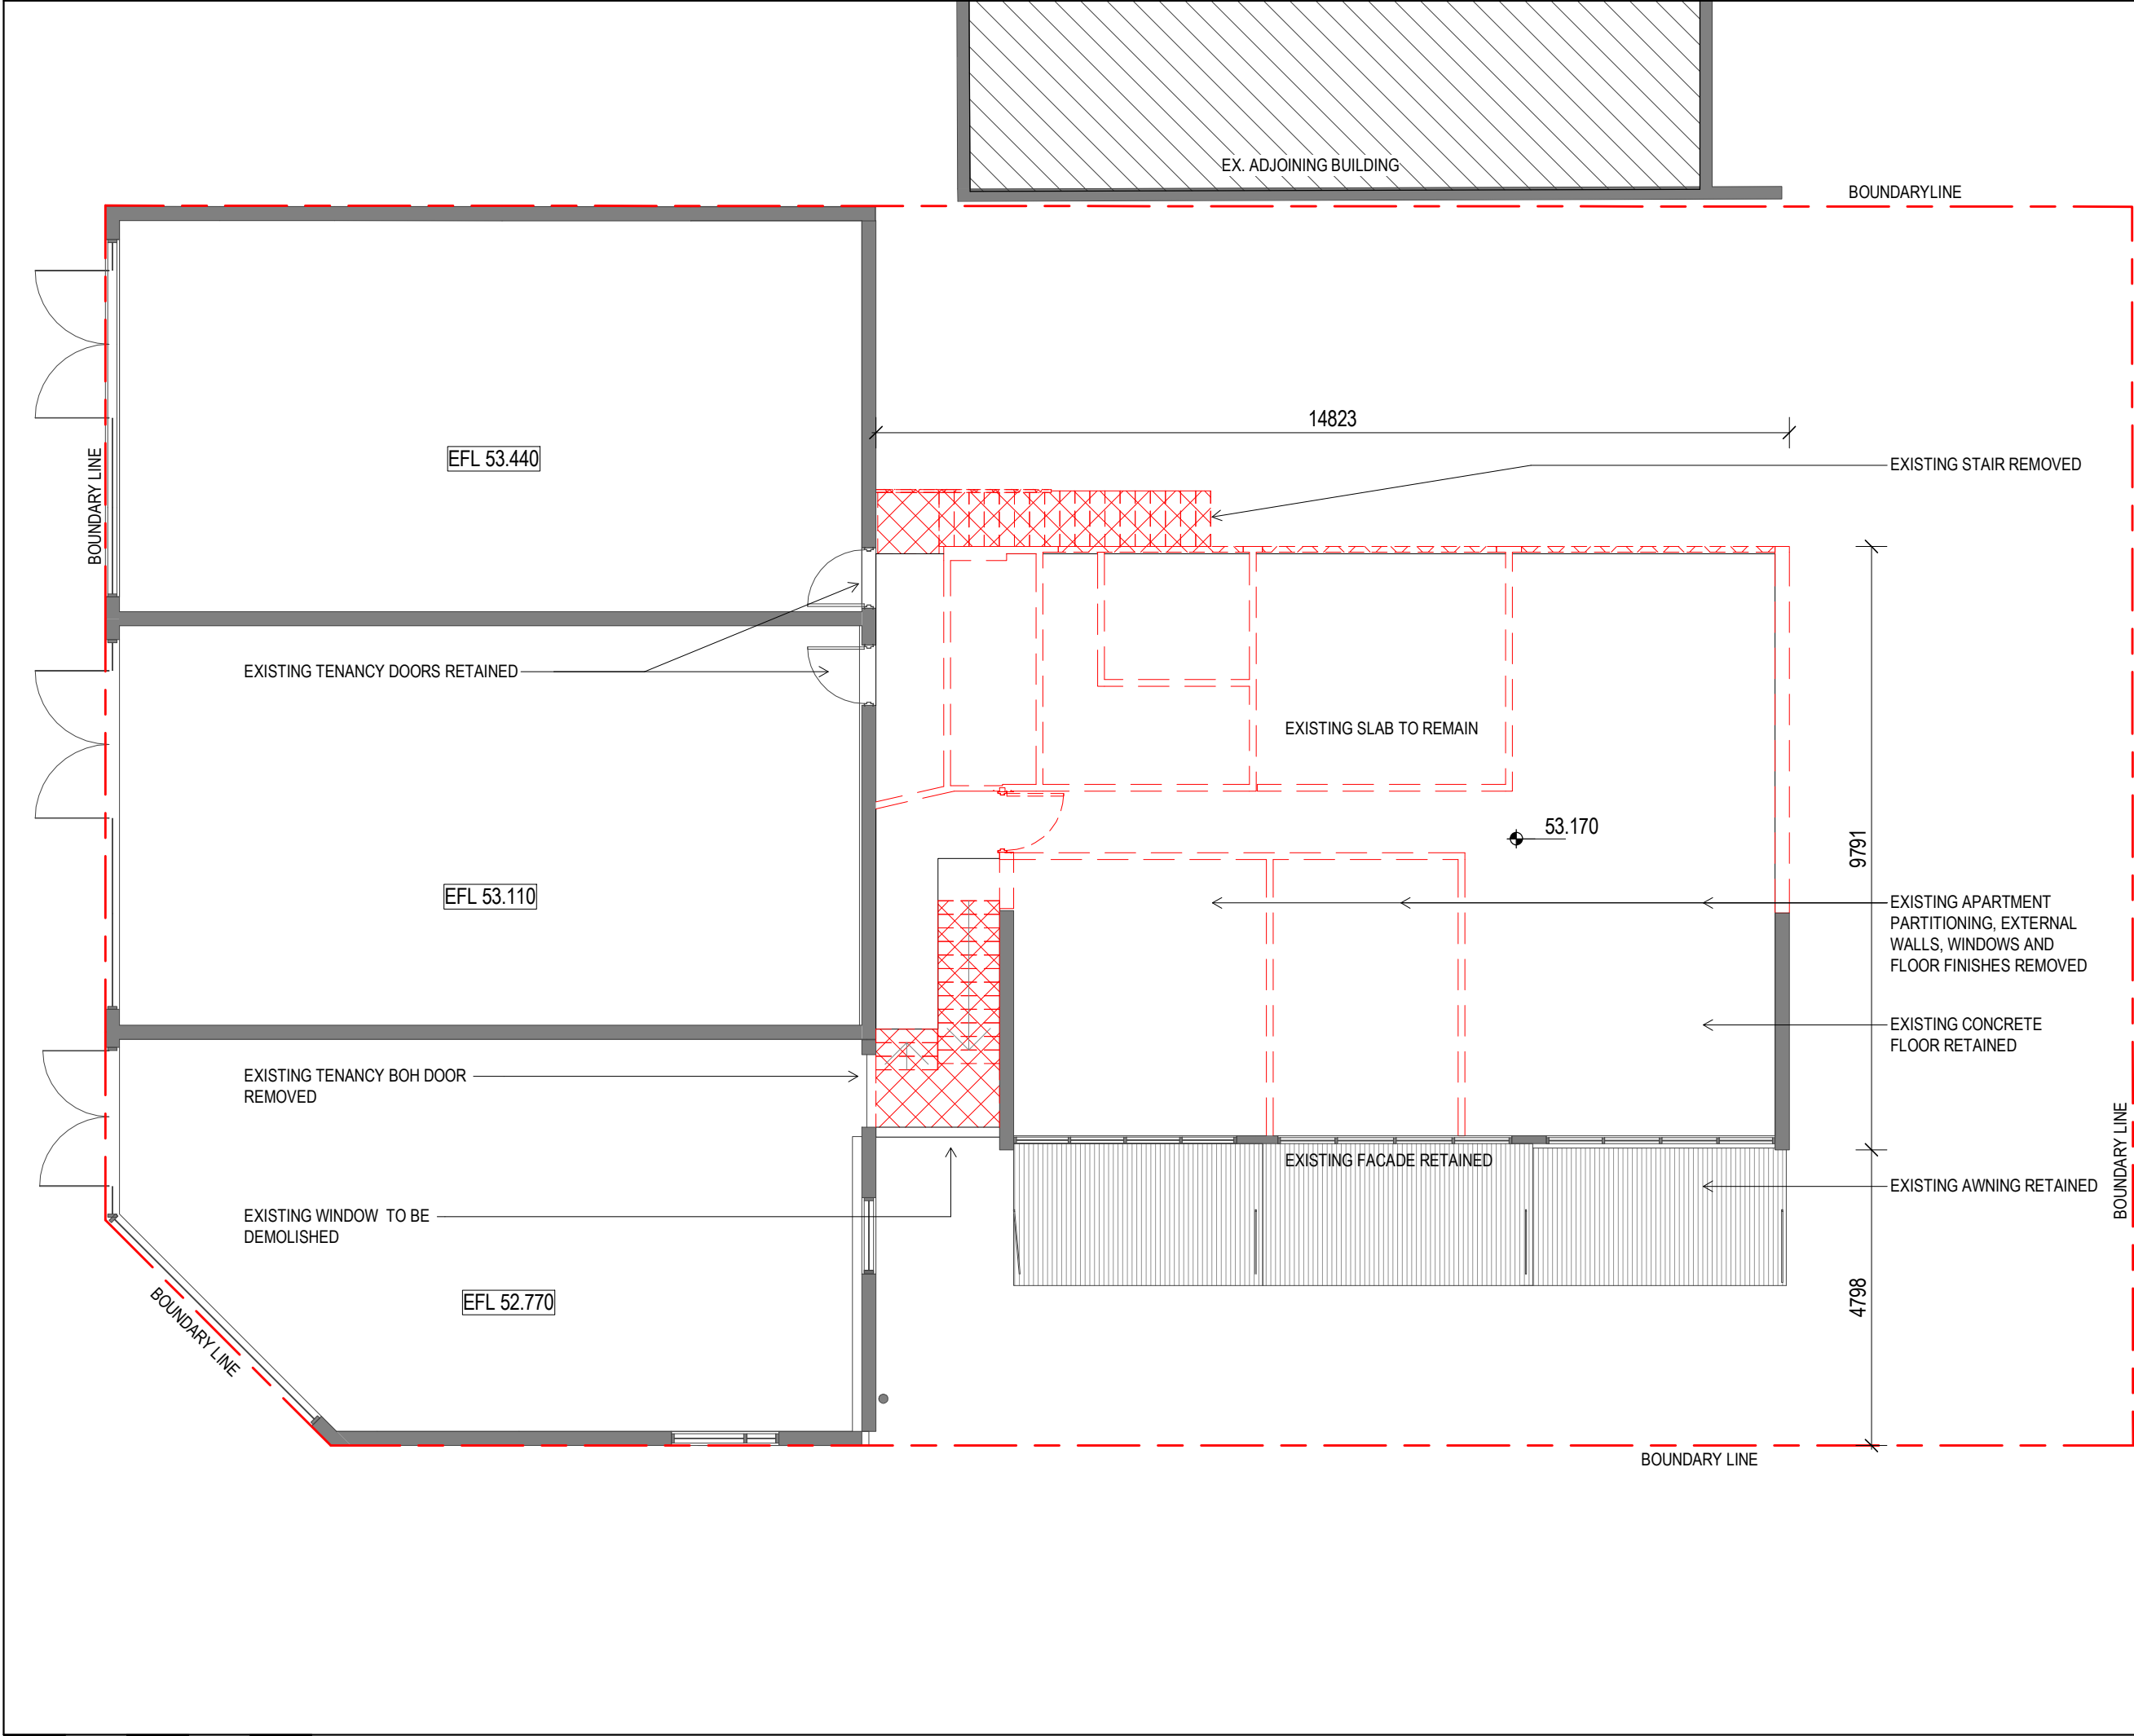 EX. ADJOINING BUILDING
BOUNDARYLINE
14823
EFL 53.440
BOUNDARY LINE
EXISTING STAIR REMOVED
EXISTING TENANCY DOORS RETAINED
EXISTING SLAB TO REMAIN
53.170
9791
EFL 53.110
EXISTING APARTMENT
PARTITIONING, EXTERNAL
WALLS, WINDOWS AND
FLOOR FINISHES REMOVED
EXISTING CONCRETE
FLOOR RETAINED
EXISTING TENANCY BOH DOOR
REMOVED
BOUNDARY LINE
EXISTING FACADE RETAINED
EXISTING AWNING RETAINED
EXISTING WINDOW TO BE
DEMOLISHED
EFL 52.770
4798
BOUNDARY LINE
BOUNDARY LINE